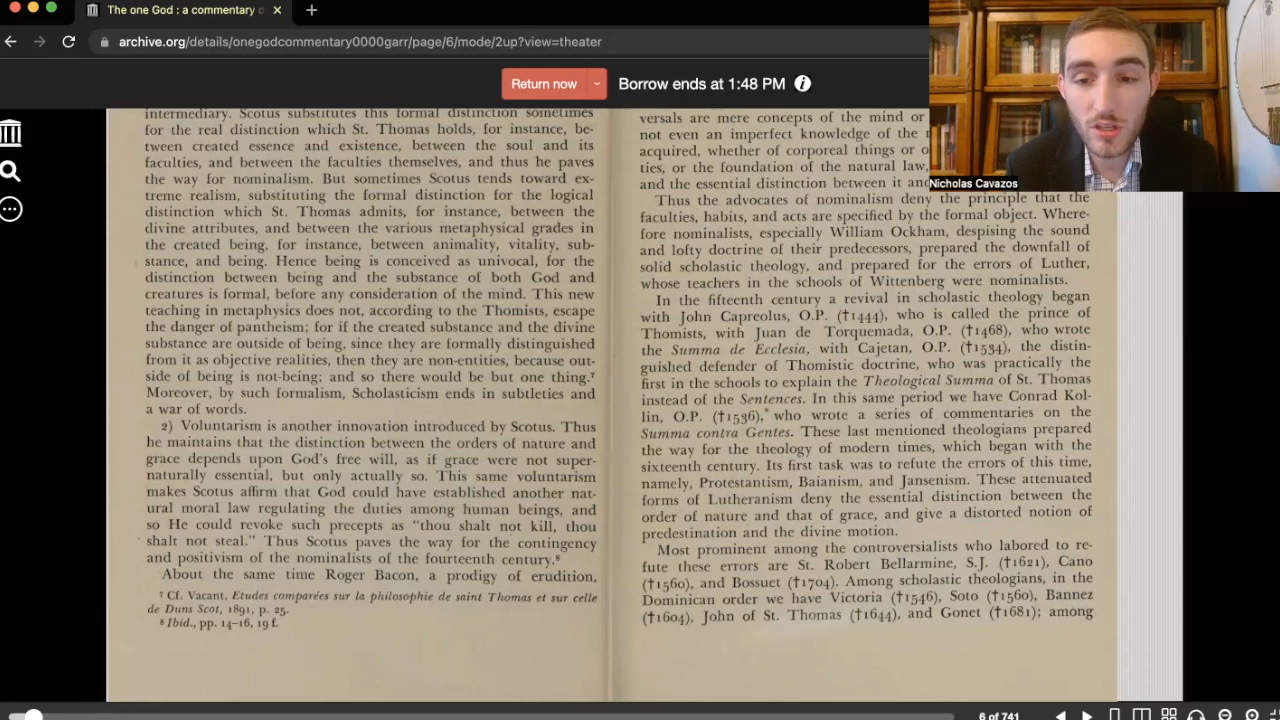 The one God : a commentary o
archive.org/details/onegodcommentary0000garr/page/6/mode/2up?view=theater
Return now
Borrow ends at 1:48 PM
intermediary. Scotus substitutes this formal distinction sometimes
for the real distinction which St. Thomas holds, for instance, be-
tween created essence and existence, between the soul and its
faculties, and between the faculties themselves, and thus he paves
the way for nominalism. But sometimes Scotus tends toward ex-
treme realism, substituting the formal distinction for the logical
distinction which St. Thomas admits, for instance, between the
divine attributes, and between the various metaphysical grades in
the created being, for instance, between animality, vitality, sub-
stance, and being. Hence being is conceived as univocal, for the
distinction between being and the substance of both God and
creatures is formal, before any consideration of the mind. This new
teaching in metaphysics does not, according to the Thomists, escape
the danger of pantheism; for if the created substance and the divine
substance are outside of being, since they are formally distinguished
from it as objective realities, then they are non-entities, because out-
side of being is not-being; and so there would be but one thing.⁷
Moreover, by such formalism, Scholasticism ends in subtleties and
a war of words.
2) Voluntarism is another innovation introduced by Scotus. Thus
he maintains that the distinction between the orders of nature and
grace depends upon God's free will, as if grace were not super-
naturally essential, but only actually so. This same voluntarism
makes Scotus affirm that God could have established another nat-
ural moral law regulating the duties among human beings, and
so He could revoke such precepts as "thou shalt not kill, thou
shalt not steal." Thus Scotus paves the way for the contingency
and positivism of the nominalists of the fourteenth century.⁸
About the same time Roger Bacon, a prodigy of erudition,
⁷ Cf. Vacant, Etudes comparées sur la philosophie de saint Thomas et sur celle
de Duns Scot, 1891, p. 25.
⁸ Ibid., pp. 14–16, 19 f.
versals are mere concepts of the mind or
not even an imperfect knowledge of the
acquired, whether of corporeal things or
ties, or the foundation of the natural law,
and the essential distinction between it and
Thus the advocates of nominalism deny the principle that the
faculties, habits, and acts are specified by the formal object. Where-
fore nominalists, especially William Ockham, despising the sound
and lofty doctrine of their predecessors, prepared the downfall of
solid scholastic theology, and prepared for the errors of Luther,
whose teachers in the schools of Wittenberg were nominalists.
In the fifteenth century a revival in scholastic theology began
with John Capreolus, O.P. (†1444), who is called the prince of
Thomists, with Juan de Torquemada, O.P. (†1468), who wrote
the Summa de Ecclesia, with Cajetan, O.P. (†1534), the distin-
guished defender of Thomistic doctrine, who was practically the
first in the schools to explain the Theological Summa of St. Thomas
instead of the Sentences. In this same period we have Conrad Kol-
lin, O.P. (†1536), who wrote a series of commentaries on the
Summa contra Gentes. These last mentioned theologians prepared
the way for the theology of modern times, which began with the
sixteenth century. Its first task was to refute the errors of this time,
namely, Protestantism, Baianism, and Jansenism. These attenuated
forms of Lutheranism deny the essential distinction between the
order of nature and that of grace, and give a distorted notion of
predestination and the divine motion.
Most prominent among the controversialists who labored to re-
fute these errors are St. Robert Bellarmine, S.J. (†1621), Cano
(†1560), and Bossuet (†1704). Among scholastic theologians, in the
Dominican order we have Victoria (†1546), Soto (†1560), Bannez
(†1604), John of St. Thomas (†1644), and Gonet (†1681); among
Nicholas Cavazos
6 of 741